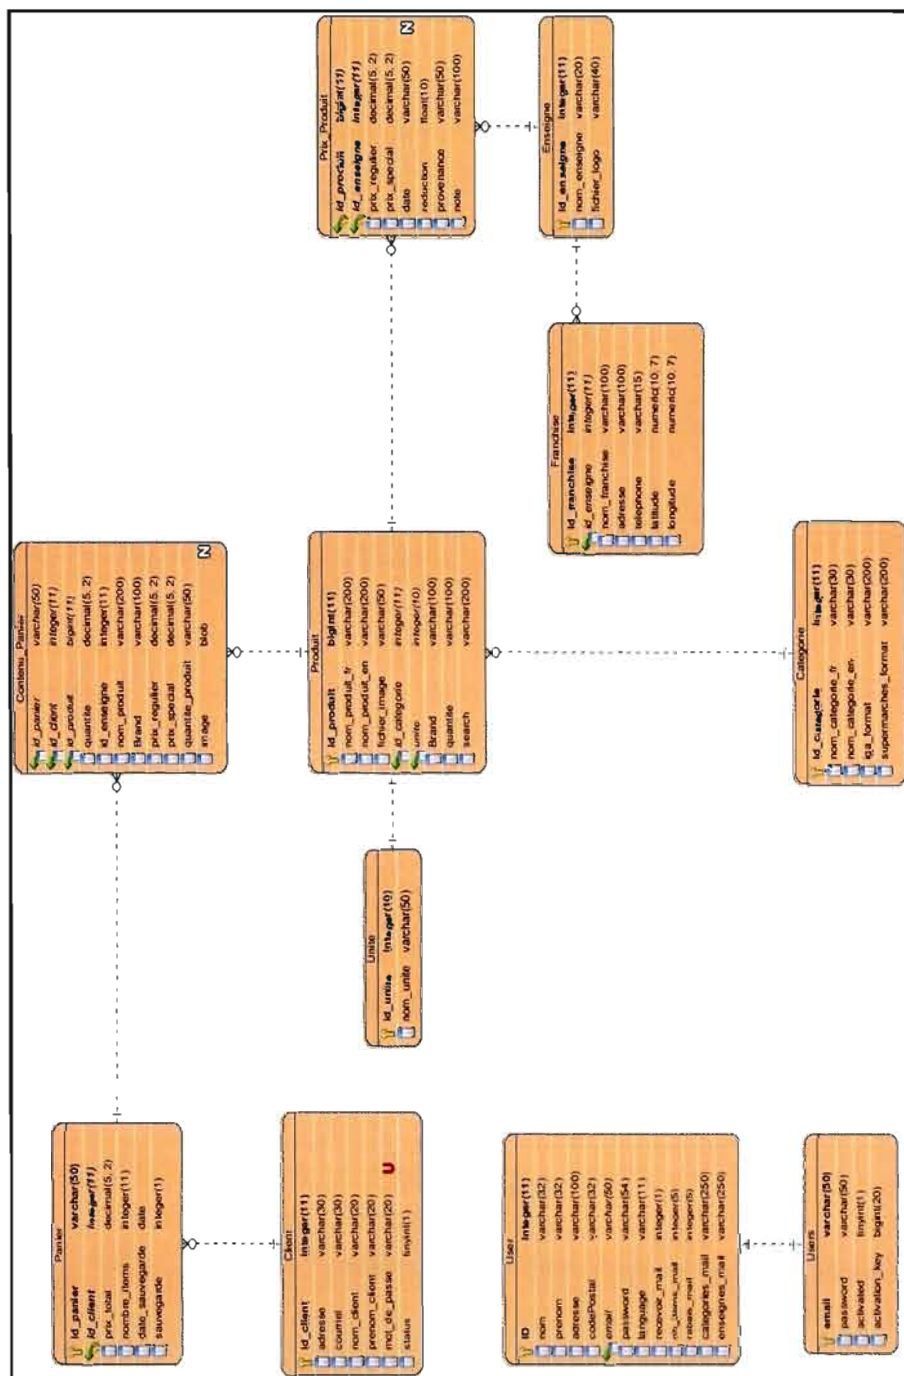 Panier
id_panier varchar(50)
id_client integer(11)
prix_total decimal(5, 2)
nombre_items integer(11)
date_sauvegarde date
sauvegarde integer(1)
Client
id_client integer(11)
adresse varchar(30)
courriel varchar(30)
nom_client varchar(20)
prenom_client varchar(20)
mot_de_passe varchar(20) U
status tinyint(1)
User
ID integer(11)
nom varchar(32)
prenom varchar(32)
adresse varchar(100)
codePostal varchar(32)
email varchar(50)
password varchar(54)
language varchar(11)
recevoir_mail integer(1)
integer(5)
rabais_mail integer(5)
categories_mail varchar(250)
enseignes_mail varchar(250)
Users
email varchar(50)
password varchar(50)
activated tinyint(1)
activation_key bigint(20)
Unite
id_unite integer(10)
nom_unite varchar(50)
Contenu_Panier
id_panier varchar(50)
id_client integer(11)
id_produit bigint(11)
quantite decimal(5, 2)
id_enseigne integer(11)
nom_produit varchar(200)
Brand varchar(100)
prix_regulier decimal(5, 2)
prix_special decimal(5, 2)
quantite_produit varchar(50)
image blob N
Produit
id_produit bigint(11)
nom_produit_fr varchar(200)
nom_produit_en varchar(200)
fichier_image varchar(50)
id_categorie integer(11)
unite integer(10)
Brand varchar(100)
quantite varchar(50)
search varchar(200)
Categorie
id_categorie integer(11)
nom_categorie_fr varchar(30)
nom_categorie_en varchar(30)
iga_format varchar(200)
supermarches_format varchar(200)
Franchise
id_franchise integer(11)
id_enseigne integer(11)
nom_franchise varchar(100)
adresse varchar(100)
telephone varchar(15)
latitude numeric(10, 7)
longitude numeric(10, 7)
Prix_Produit
id_produit bigint(11)
id_enseigne integer(11)
prix_regulier decimal(5, 2)
prix_special decimal(5, 2)
date varchar(50) N
reduction float(10)
provenance varchar(50)
note varchar(100)
Enseigne
id_enseigne integer(11)
nom_enseigne varchar(20)
fichier_logo varchar(40)